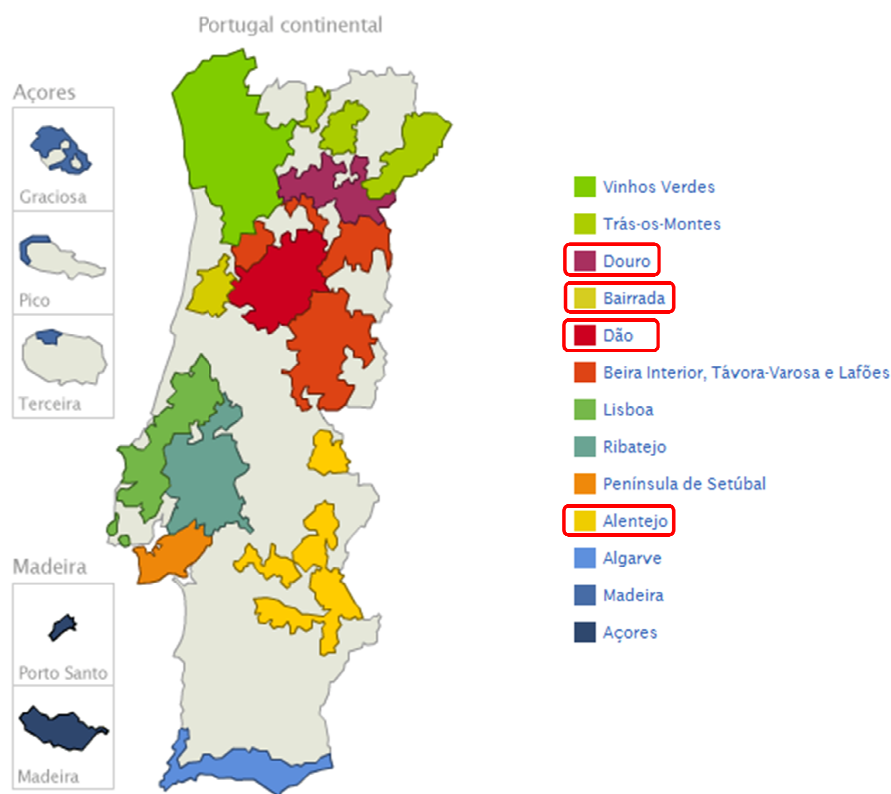 Portugal continental
Açores
Graciosa
Pico
Terceira
Madeira
Porto Santo
Madeira
Vinhos Verdes
Trás-os-Montes
Douro
Bairrada
Dão
Beira Interior, Távora-Varosa e Lafões
Lisboa
Ribatejo
Península de Setúbal
Alentejo
Algarve
Madeira
Açores